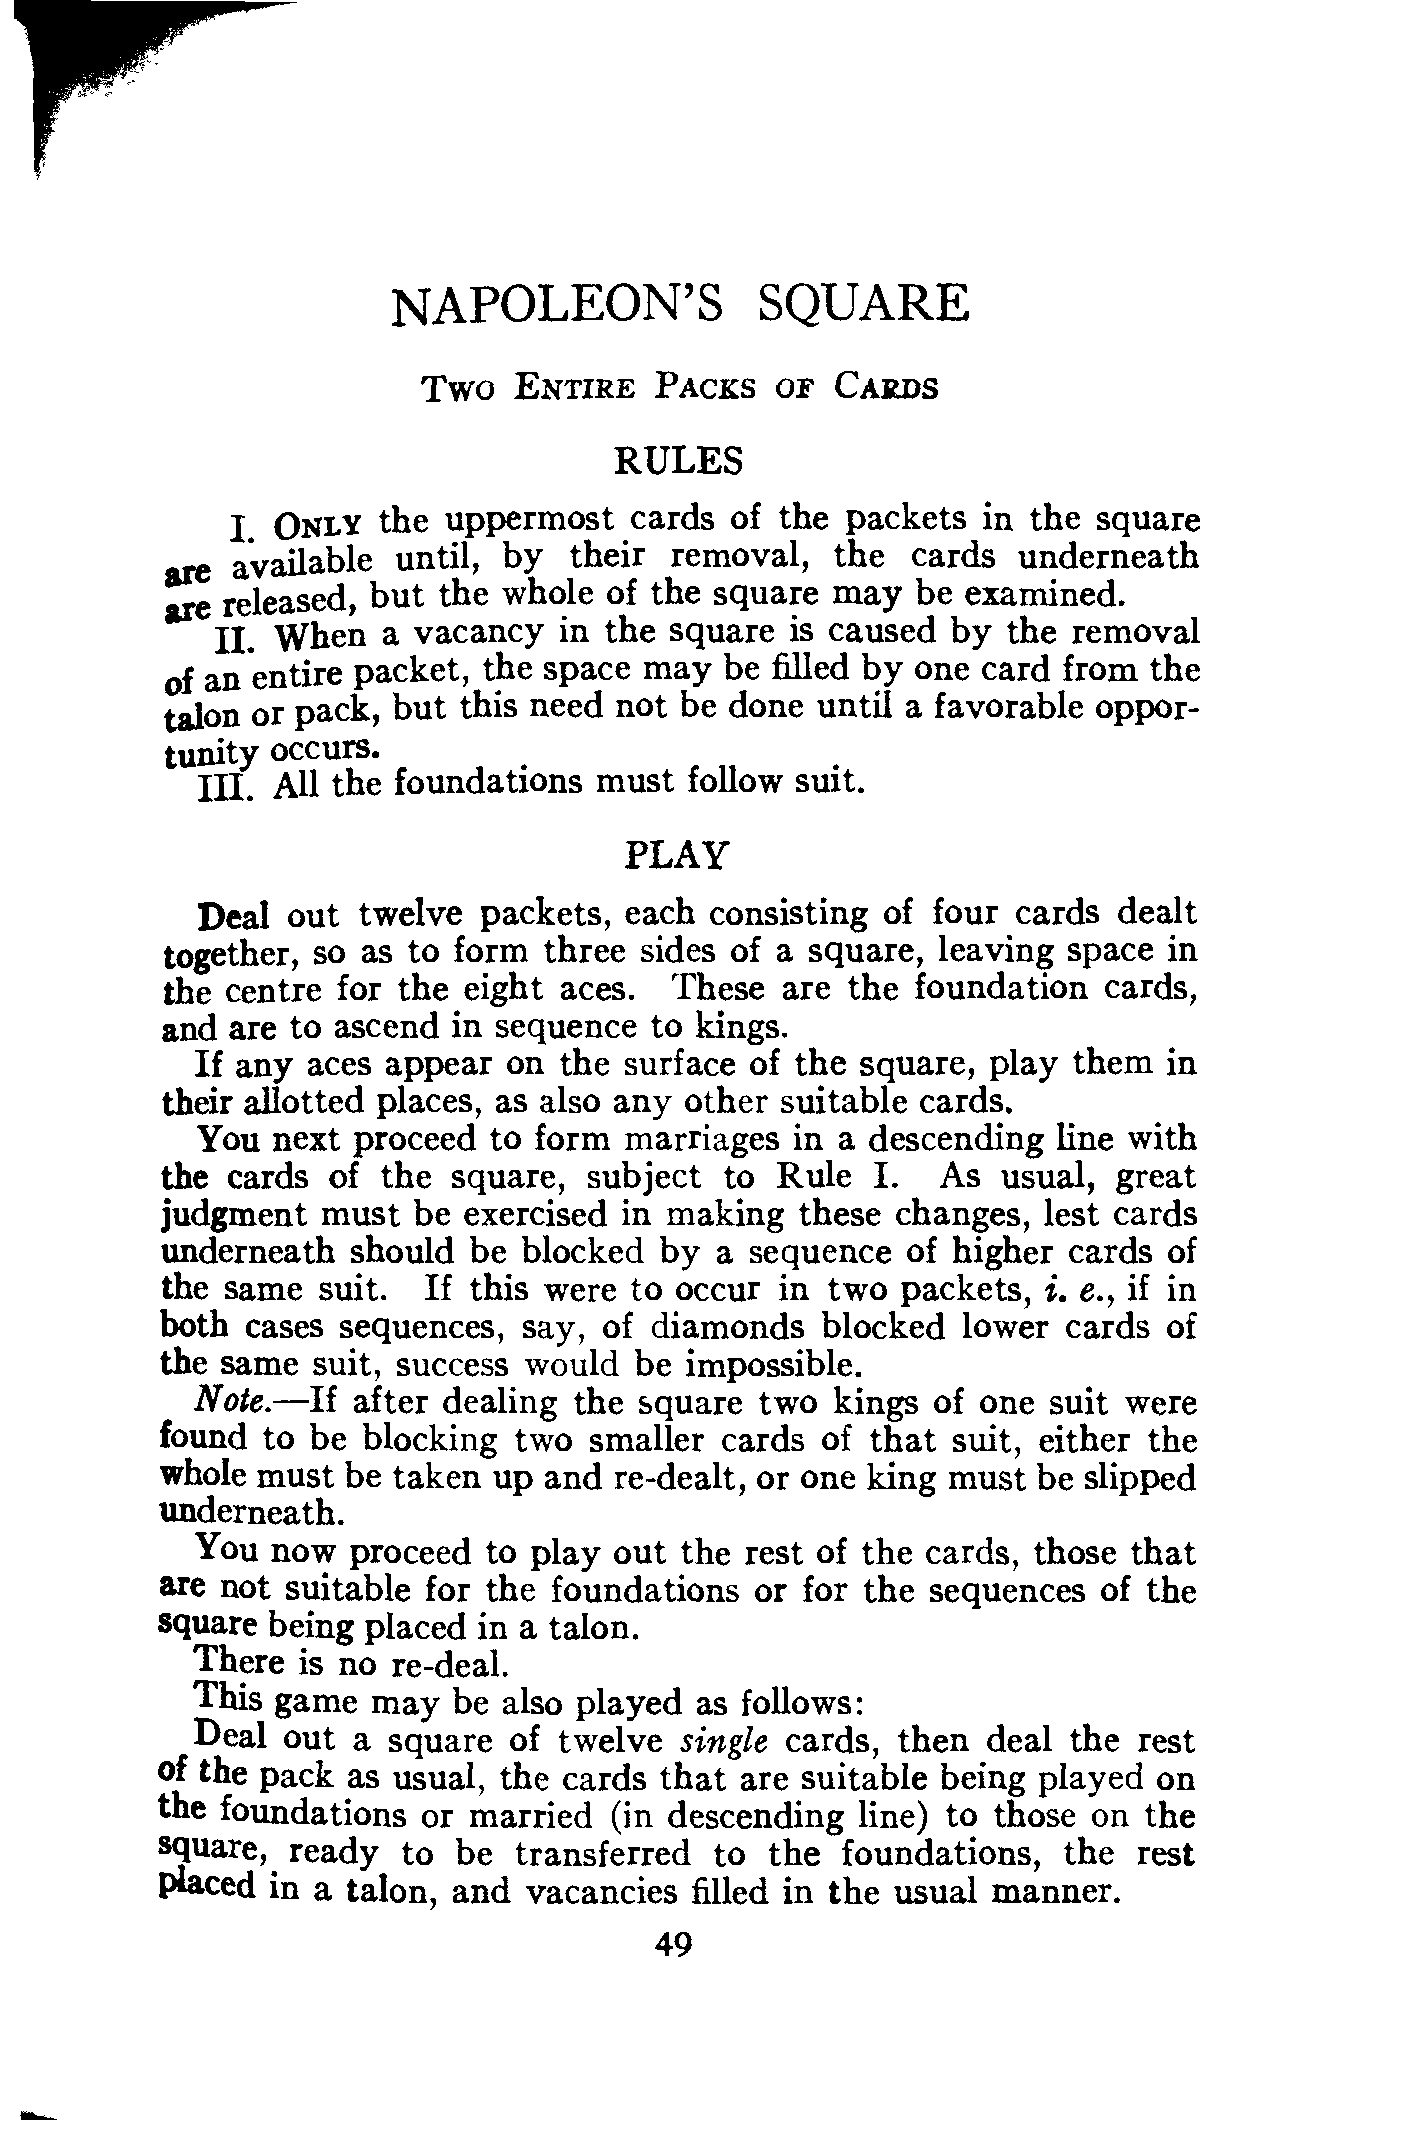 NAPOLEON'S SQUARE
Two Entire Packs of Cards
RULES
I. Only the uppermost cards of the packets in the square
are available until, by their removal, the cards underneath
are released, but the whole of the square may be examined.
II. When a vacancy in the square is caused by the removal
of an entire packet, the space may be filled by one card from the
talon or pack, but this need not be done until a favorable oppor-
tunity occurs.
III. All the foundations must follow suit.
PLAY
Deal out twelve packets, each consisting of four cards dealt
together, so as to form three sides of a square, leaving space in
the centre for the eight aces. These are the foundation cards,
and are to ascend in sequence to kings.
If any aces appear on the surface of the square, play them in
their allotted places, as also any other suitable cards.
You next proceed to form marriages in a descending line with
the cards of the square, subject to Rule I. As usual, great
judgment must be exercised in making these changes, lest cards
underneath should be blocked by a sequence of higher cards of
the same suit. If this were to occur in two packets, i. e., if in
both cases sequences, say, of diamonds blocked lower cards of
the same suit, success would be impossible.
Note.—If after dealing the square two kings of one suit were
found to be blocking two smaller cards of that suit, either the
whole must be taken up and re-dealt, or one king must be slipped
underneath.
You now proceed to play out the rest of the cards, those that
are not suitable for the foundations or for the sequences of the
square being placed in a talon.
There is no re-deal.
This game may be also played as follows:
Deal out a square of twelve single cards, then deal the rest
of the pack as usual, the cards that are suitable being played on
the foundations or married (in descending line) to those on the
square, ready to be transferred to the foundations, the rest
placed in a talon, and vacancies filled in the usual manner.
49